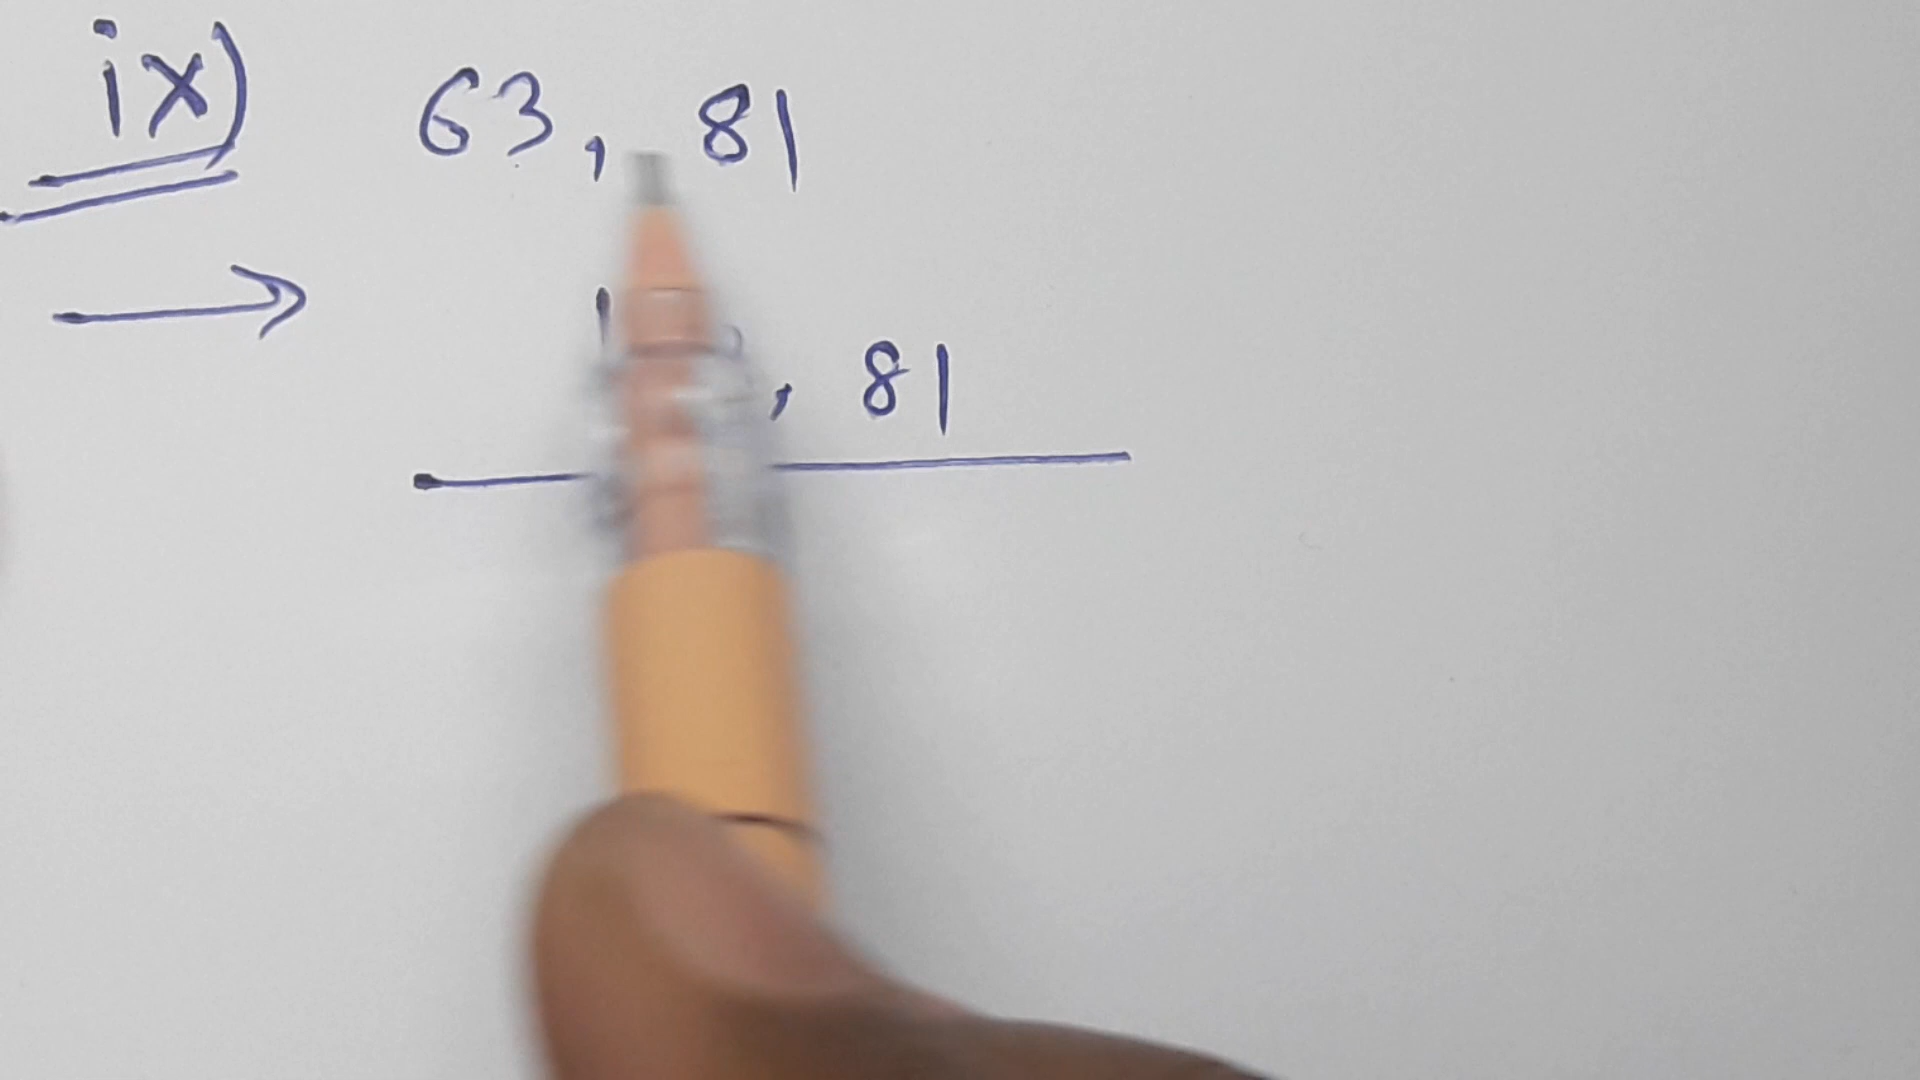 ix) 63, 81
→ , 81